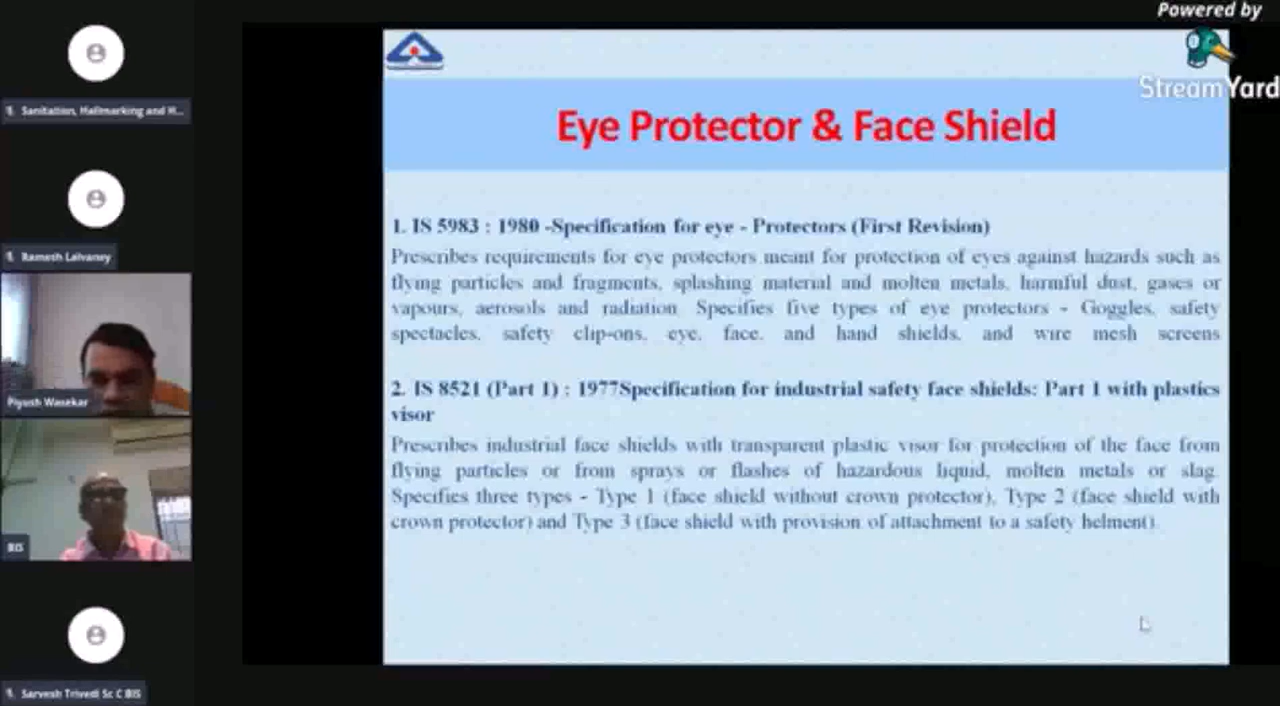 Powered by
StreamYard
Sanitation, Hallmarking and H...
Ramesh Lalvaney
Piyush Wasekar
BIS
Sarvesh Trivedi Sc C BIS
Eye Protector & Face Shield
1. IS 5983 : 1980 -Specification for eye - Protectors (First Revision)
Prescribes requirements for eye protectors meant for protection of eyes against hazards such as
flying particles and fragments, splashing material and molten metals, harmful dust, gases or
vapours, aerosols and radiation. Specifies five types of eye protectors - Goggles, safety
spectacles, safety clip-ons, eye, face, and hand shields, and wire mesh screens
2. IS 8521 (Part 1) : 1977Specification for industrial safety face shields: Part 1 with plastics
visor
Prescribes industrial face shields with transparent plastic visor for protection of the face from
flying particles or from sprays or flashes of hazardous liquid, molten metals or slag.
Specifies three types - Type 1 (face shield without crown protector), Type 2 (face shield with
crown protector) and Type 3 (face shield with provision of attachment to a safety helment).